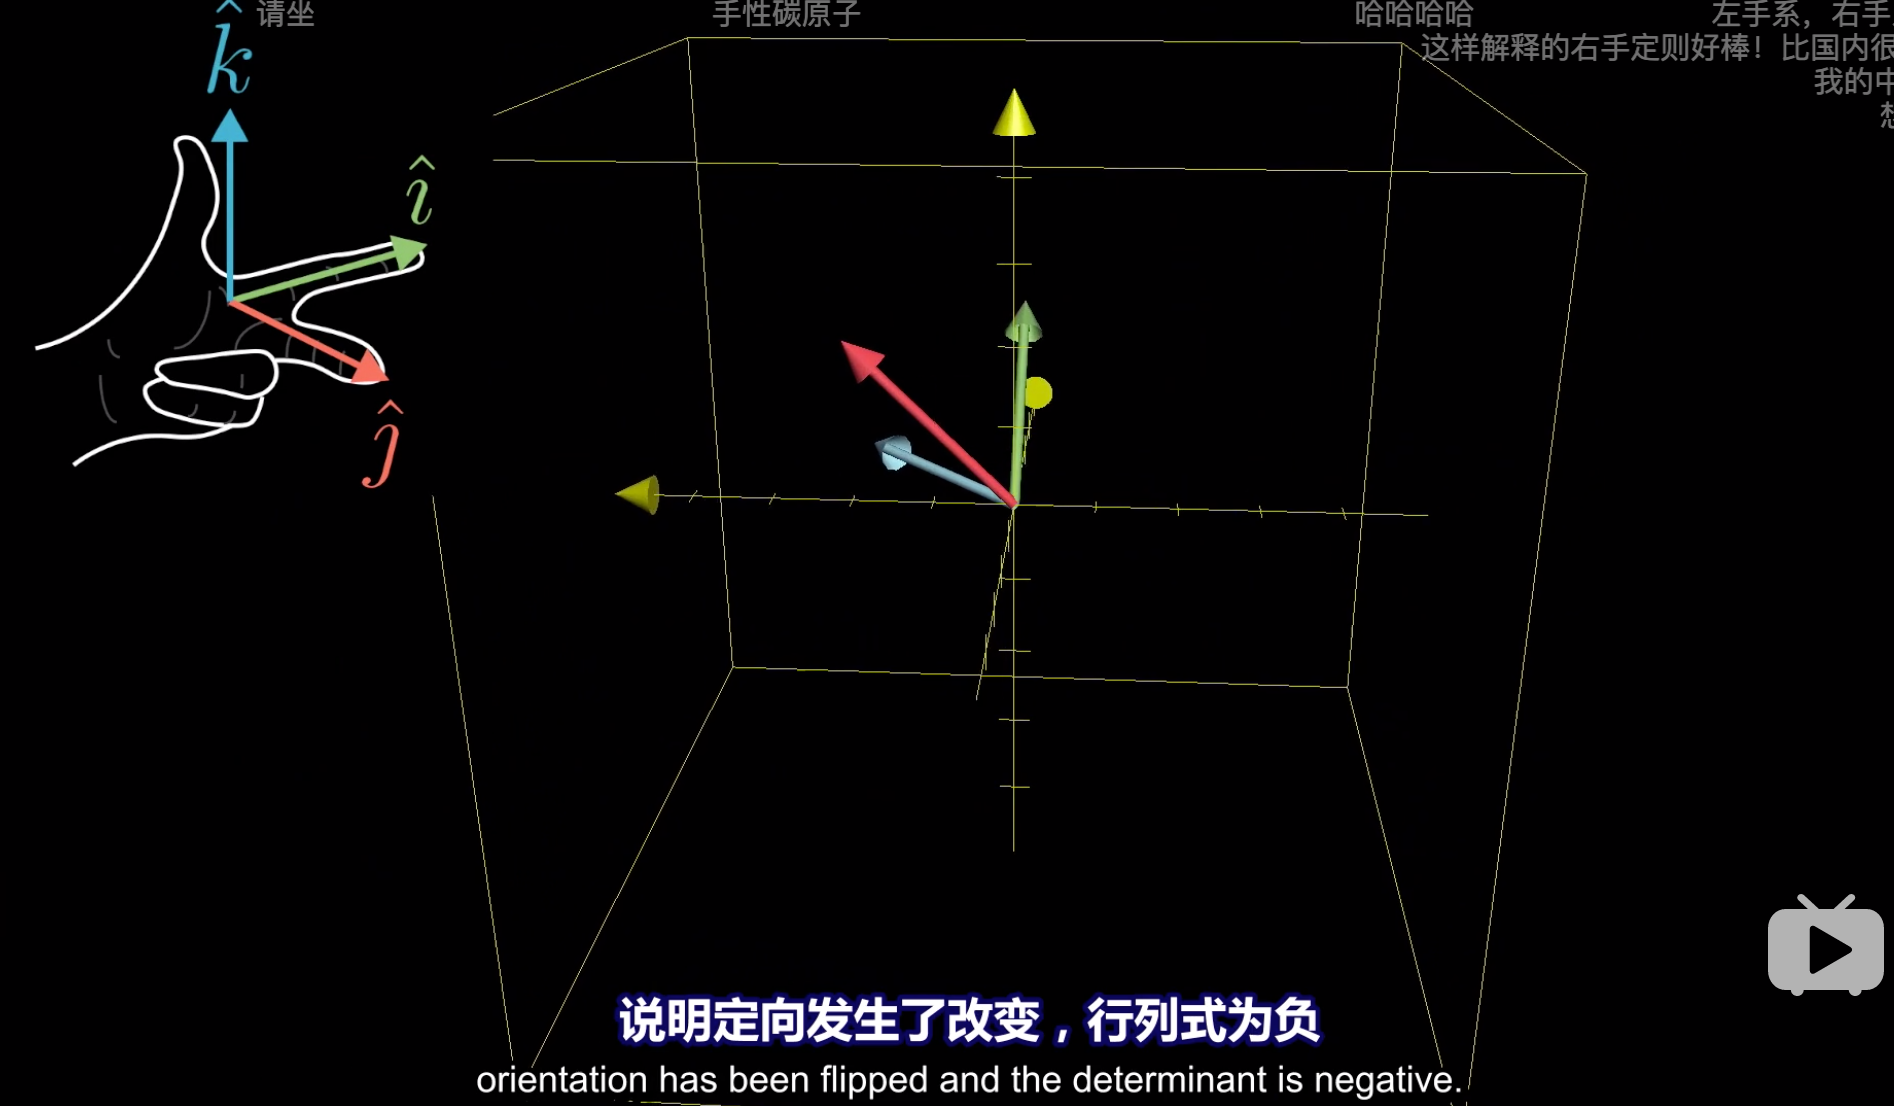 请坐
手性碳原子
哈哈哈哈
左手系，右手
这样解释的右手定则好棒！比国内很
我的中
想
k̂
î
ĵ
说明定向发生了改变，行列式为负
orientation has been flipped and the determinant is negative.